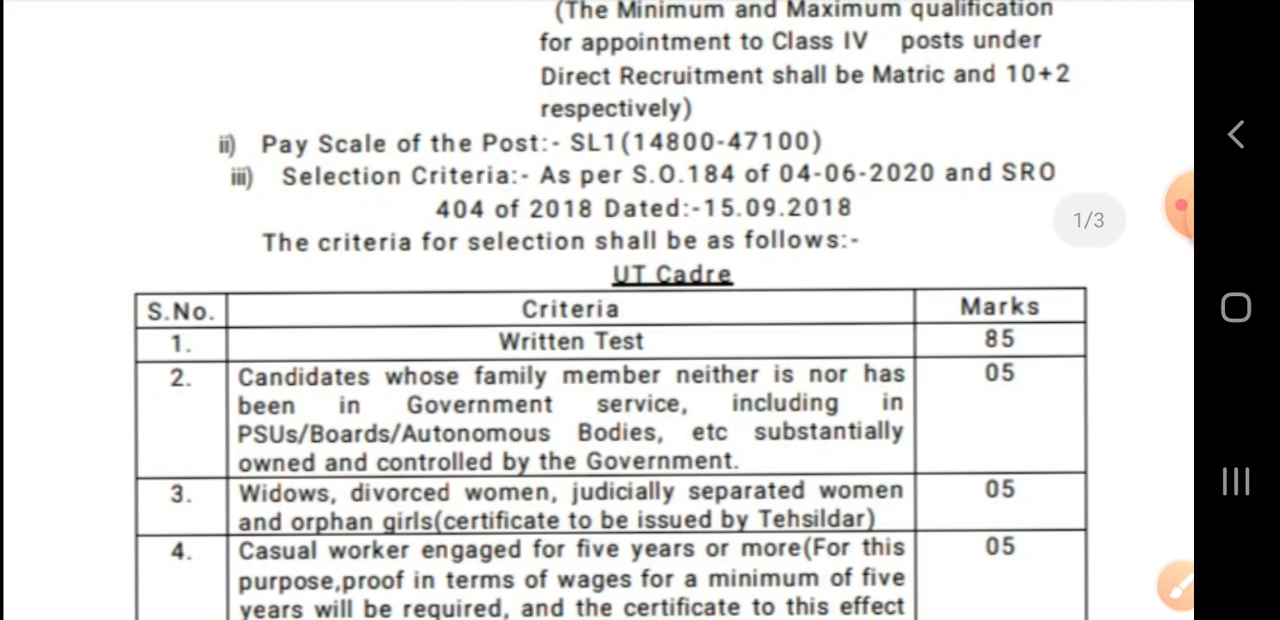 (The Minimum and Maximum qualification
for appointment to Class IV posts under
Direct Recruitment shall be Matric and 10+2
respectively)
ii) Pay Scale of the Post:- SL1(14800-47100)
iii) Selection Criteria:- As per S.O.184 of 04-06-2020 and SRO
404 of 2018 Dated:-15.09.2018
1/3
The criteria for selection shall be as follows:-
UT Cadre
S.No. Criteria Marks
1. Written Test 85
2. Candidates whose family member neither is nor has 05
been in Government service, including in
PSUs/Boards/Autonomous Bodies, etc substantially
owned and controlled by the Government.
3. Widows, divorced women, judicially separated women 05
and orphan girls(certificate to be issued by Tehsildar)
4. Casual worker engaged for five years or more(For this 05
purpose,proof in terms of wages for a minimum of five
years will be required, and the certificate to this effect